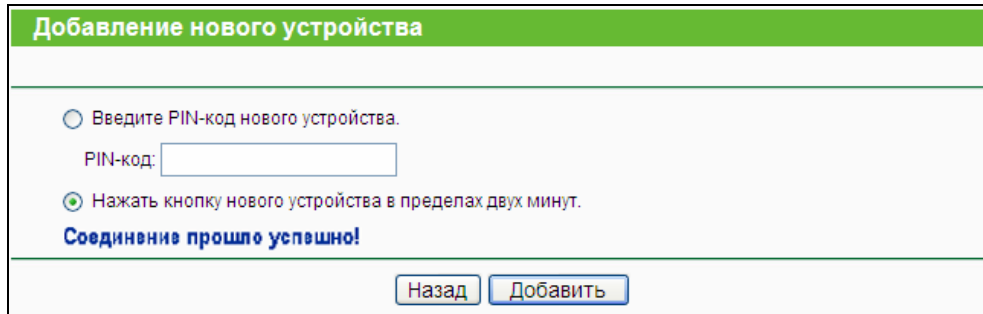 Добавление нового устройства
Введите PIN-код нового устройства.
PIN-код:
Нажать кнопку нового устройства в пределах двух минут.
Соединение прошло успешно!
Назад Добавить